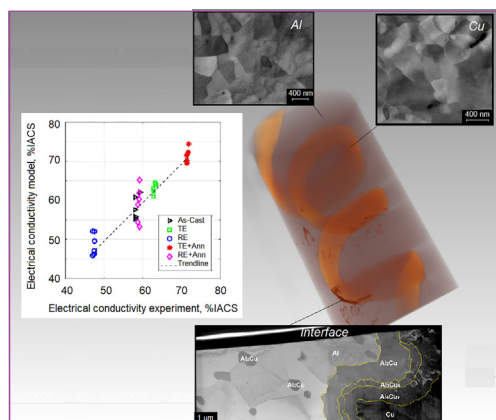 Al
400 nm
Cu
400 nm
Electrical conductivity model, %IACS
80
70
60
50
40
40
50
60
70
80
Electrical conductivity experiment, %IACS
As-Cast
TE
RE
TE+Ann
RE+Ann
Trendline
Interface
Al₂Cu
Al
Al₂Cu
Al₂Cu
Cu
1 µm